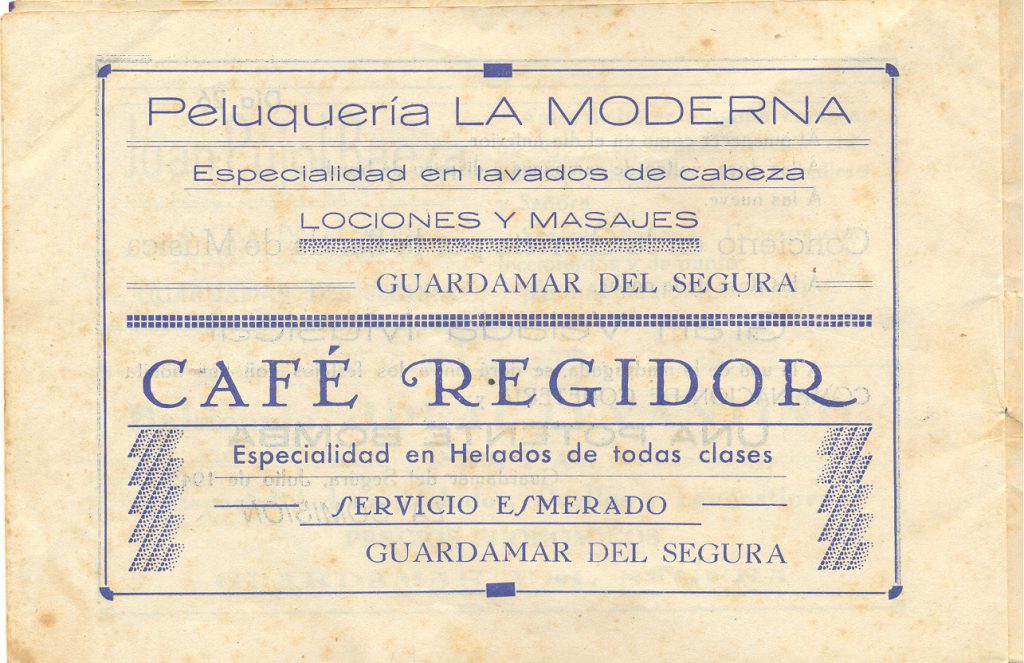 Peluquería LA MODERNA
Especialidad en lavados de cabeza
LOCIONES Y MASAJES
GUARDAMAR DEL SEGURA
CAFÉ REGIDOR
Especialidad en Helados de todas clases
SERVICIO ESMERADO
GUARDAMAR DEL SEGURA